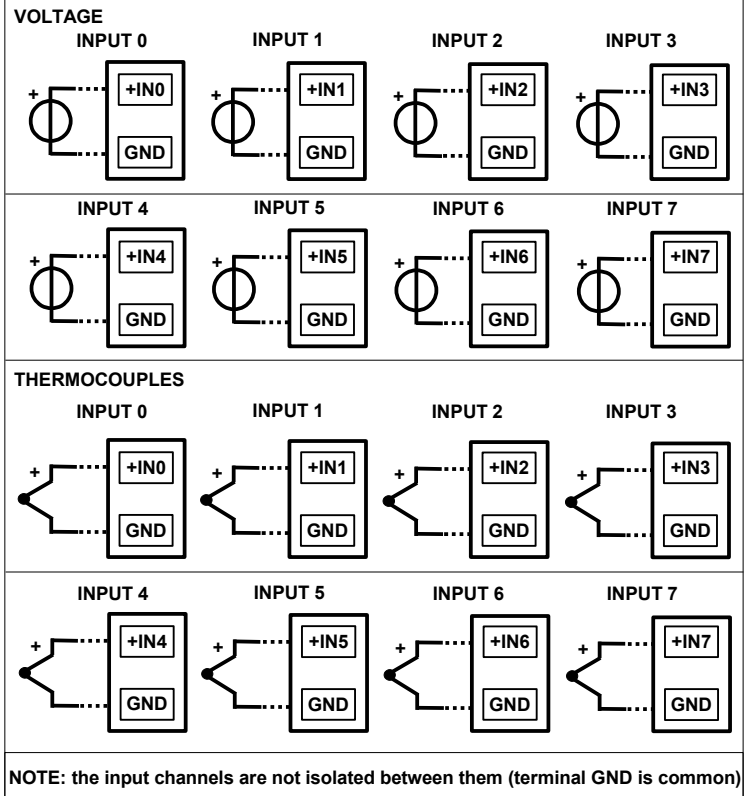 VOLTAGE
INPUT 0 INPUT 1 INPUT 2 INPUT 3
+ +IN0 + +IN1 + +IN2 + +IN3
GND GND GND GND
INPUT 4 INPUT 5 INPUT 6 INPUT 7
+ +IN4 + +IN5 + +IN6 + +IN7
GND GND GND GND
THERMOCOUPLES
INPUT 0 INPUT 1 INPUT 2 INPUT 3
+ +IN0 + +IN1 + +IN2 + +IN3
GND GND GND GND
INPUT 4 INPUT 5 INPUT 6 INPUT 7
+ +IN4 + +IN5 + +IN6 + +IN7
GND GND GND GND
NOTE: the input channels are not isolated between them (terminal GND is common)